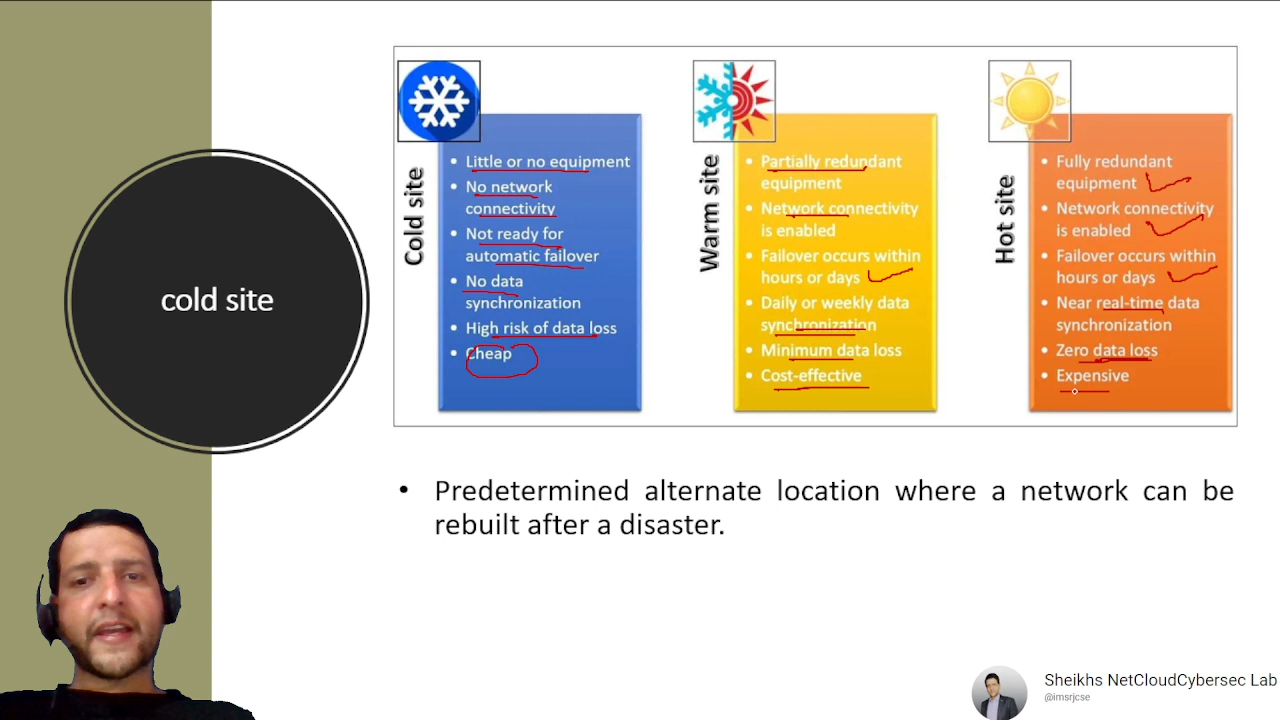 cold site
Cold site
• Little or no equipment
• No network
connectivity
• Not ready for
automatic failover
• No data
synchronization
• High risk of data loss
• Cheap
Warm site
• Partially redundant
equipment
• Network connectivity
is enabled
• Failover occurs within
hours or days
• Daily or weekly data
synchronization
• Minimum data loss
• Cost-effective
Hot site
• Fully redundant
equipment
• Network connectivity
is enabled
• Failover occurs within
hours or days
• Near real-time data
synchronization
• Zero data loss
• Expensive
• Predetermined alternate location where a network can be
rebuilt after a disaster.
Sheikhs NetCloudCybersec Lab
@imsrjcse